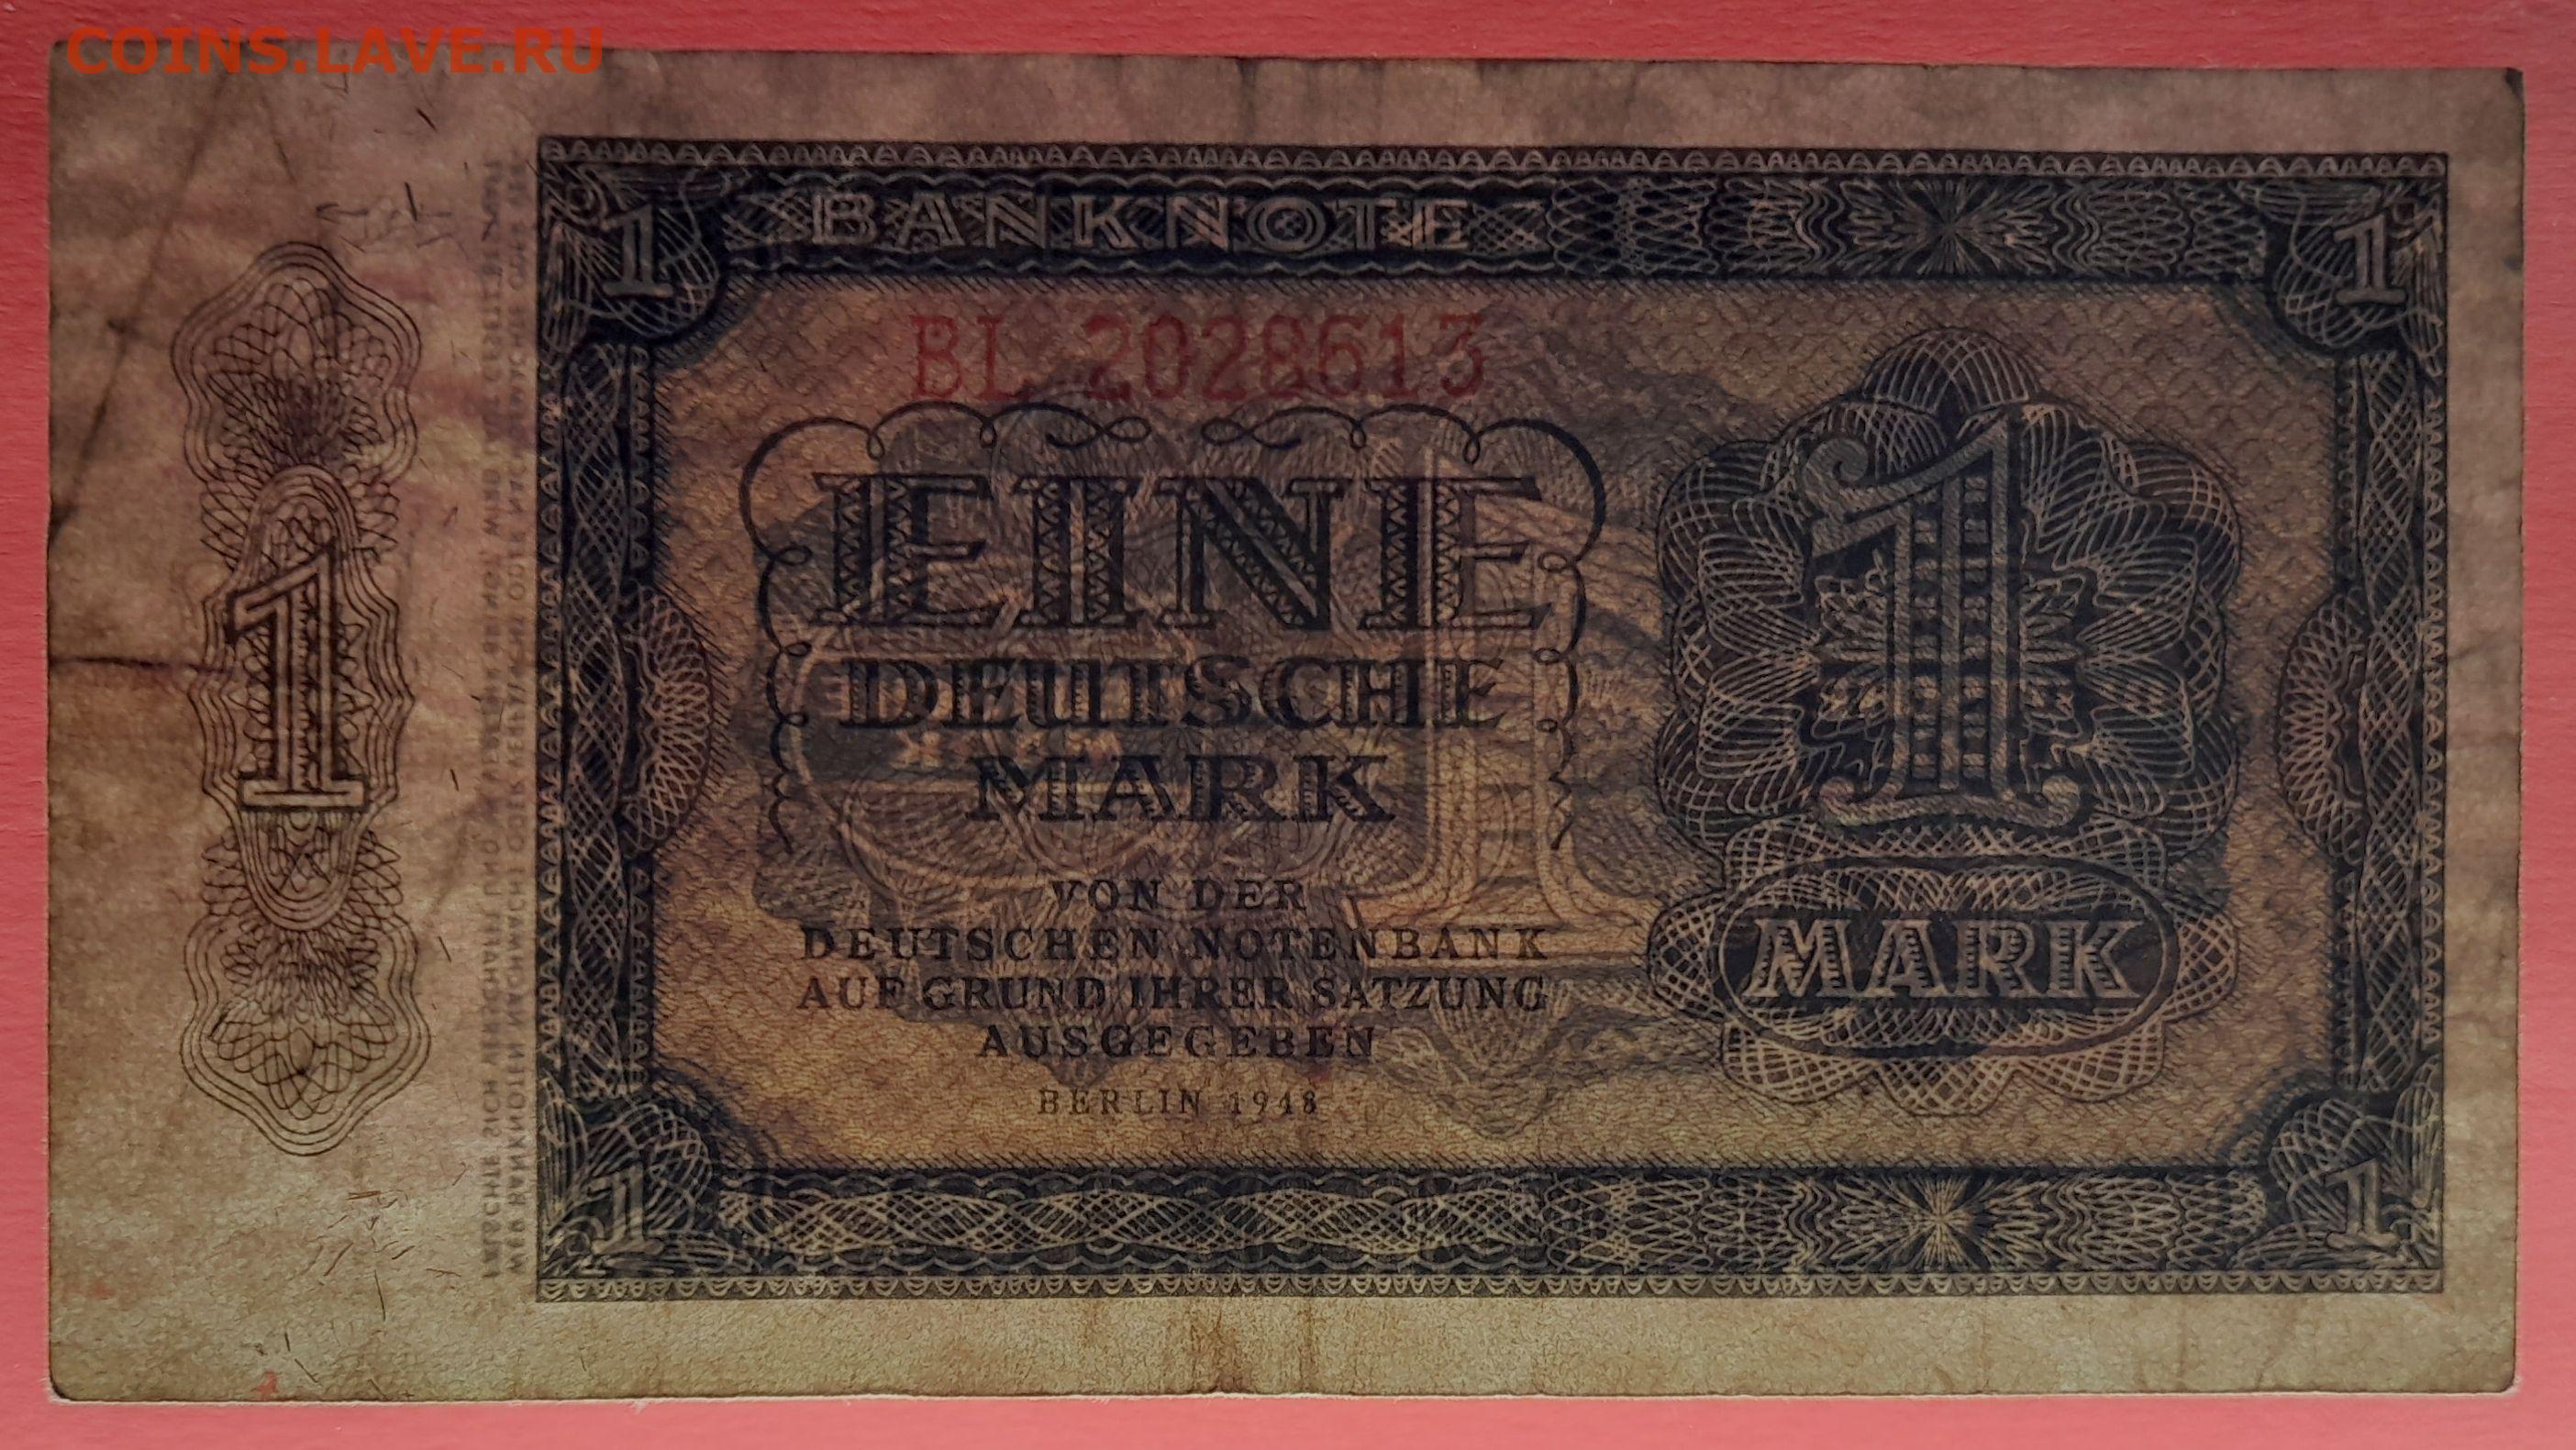 COINS.LAVE.RU
BANKNOTE
1
1
BL 2028613
EINE
DEUTSCHE
MARK
VON DER
DEUTSCHEN NOTENBANK
AUF GRUND IHRER SATZUNG
AUSGEGEBEN
BERLIN 1948
1
1
MARK
1
1